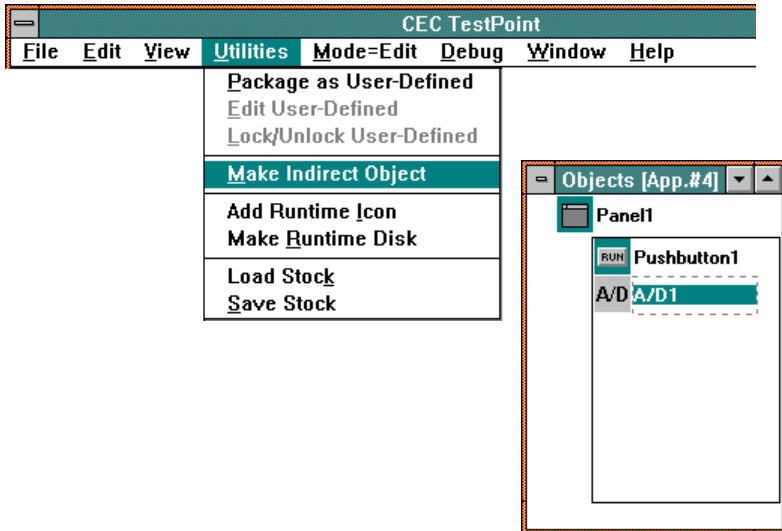 CEC TestPoint
File Edit View Utilities Mode=Edit Debug Window Help
Package as User-Defined
Edit User-Defined
Lock/Unlock User-Defined
Make Indirect Object
Add Runtime Icon
Make Runtime Disk
Load Stock
Save Stock
Objects [App.#4]
Panel1
RUN Pushbutton1
A/D A/D1